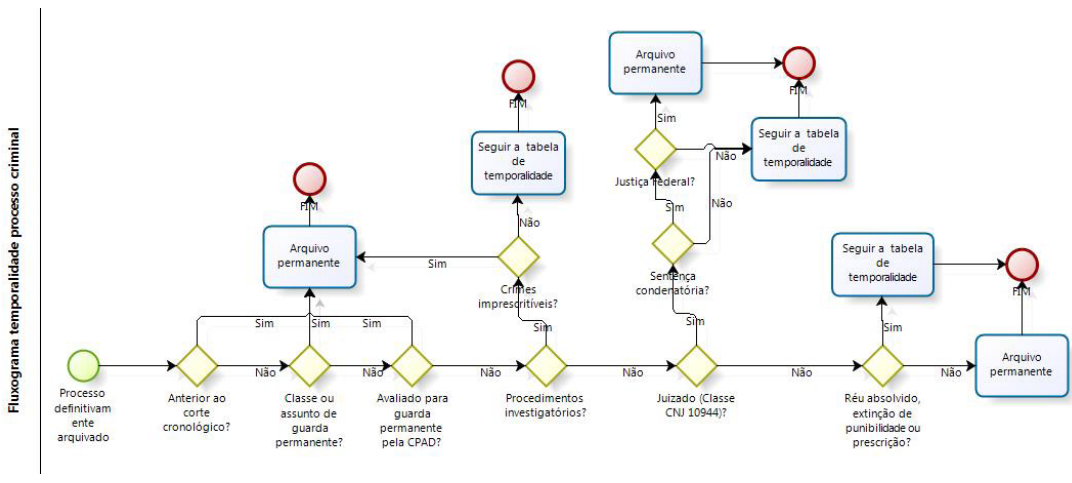 Fluxograma temporalidade processo criminal
Processo
definitivam
ente
arquivado
Anterior ao
corte
cronológico?
Sim
Não
Classe ou
assunto de
guarda
permanente?
Sim
Não
Avaliado para
guarda
permanente
pela CPAD?
Sim
Não
Arquivo
permanente
FIM
Procedimentos
investigatórios?
Sim
Não
Crimes
imprescritíveis?
Sim
Não
Seguir a tabela
de
temporalidade
FIM
Juizado (Classe
CNJ 10944)?
Sim
Não
Sentença
condenatória?
Sim
Não
Justiça Federal?
Sim
Não
Arquivo
permanente
Seguir a tabela
de
temporalidade
FIM
Réu absolvido,
extinção de
punibilidade ou
prescrição?
Sim
Não
Seguir a tabela
de
temporalidade
Arquivo
permanente
FIM